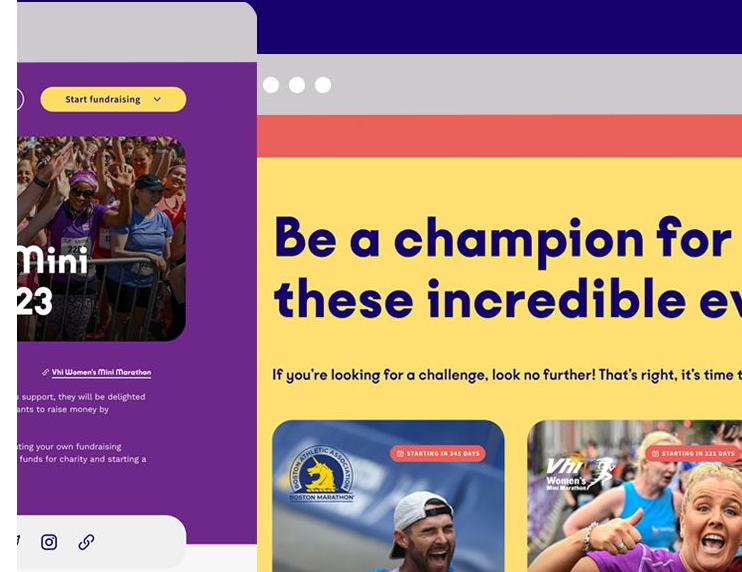 Start fundraising
Mini
23
Vhi Women's Mini Marathon
support, they will be delighted
ants to raise money by
ting your own fundraising
funds for charity and starting a
Be a champion for
these incredible ev
If you're looking for a challenge, look no further! That's right, it's time t
BOSTON ATHLETIC ASSOCIATION
BOSTON MARATHON
STARTING IN 345 DAYS
Vhi
Women's
Mini Marathon
STARTING IN 321 DAYS